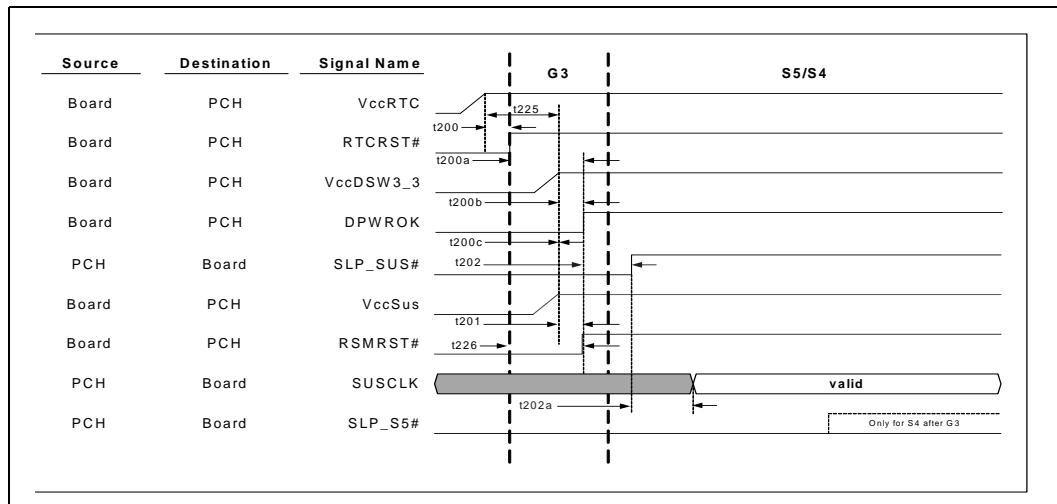 Source Destination Signal Name G3 S5/S4
Board PCH VccRTC
t225
t200
Board PCH RTCRST#
t200a
Board PCH VccDSW3_3
t200b
Board PCH DPWROK
t200c
PCH Board SLP_SUS# t202
Board PCH VccSus
t201
Board PCH RSMRST# t226
PCH Board SUSCLK valid
t202a
PCH Board SLP_S5# Only for S4 after G3